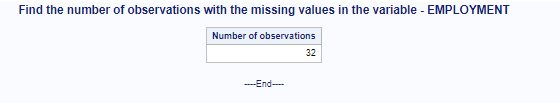 Find the number of observations with the missing values in the variable - EMPLOYMENT
Number of observations
32
----End----